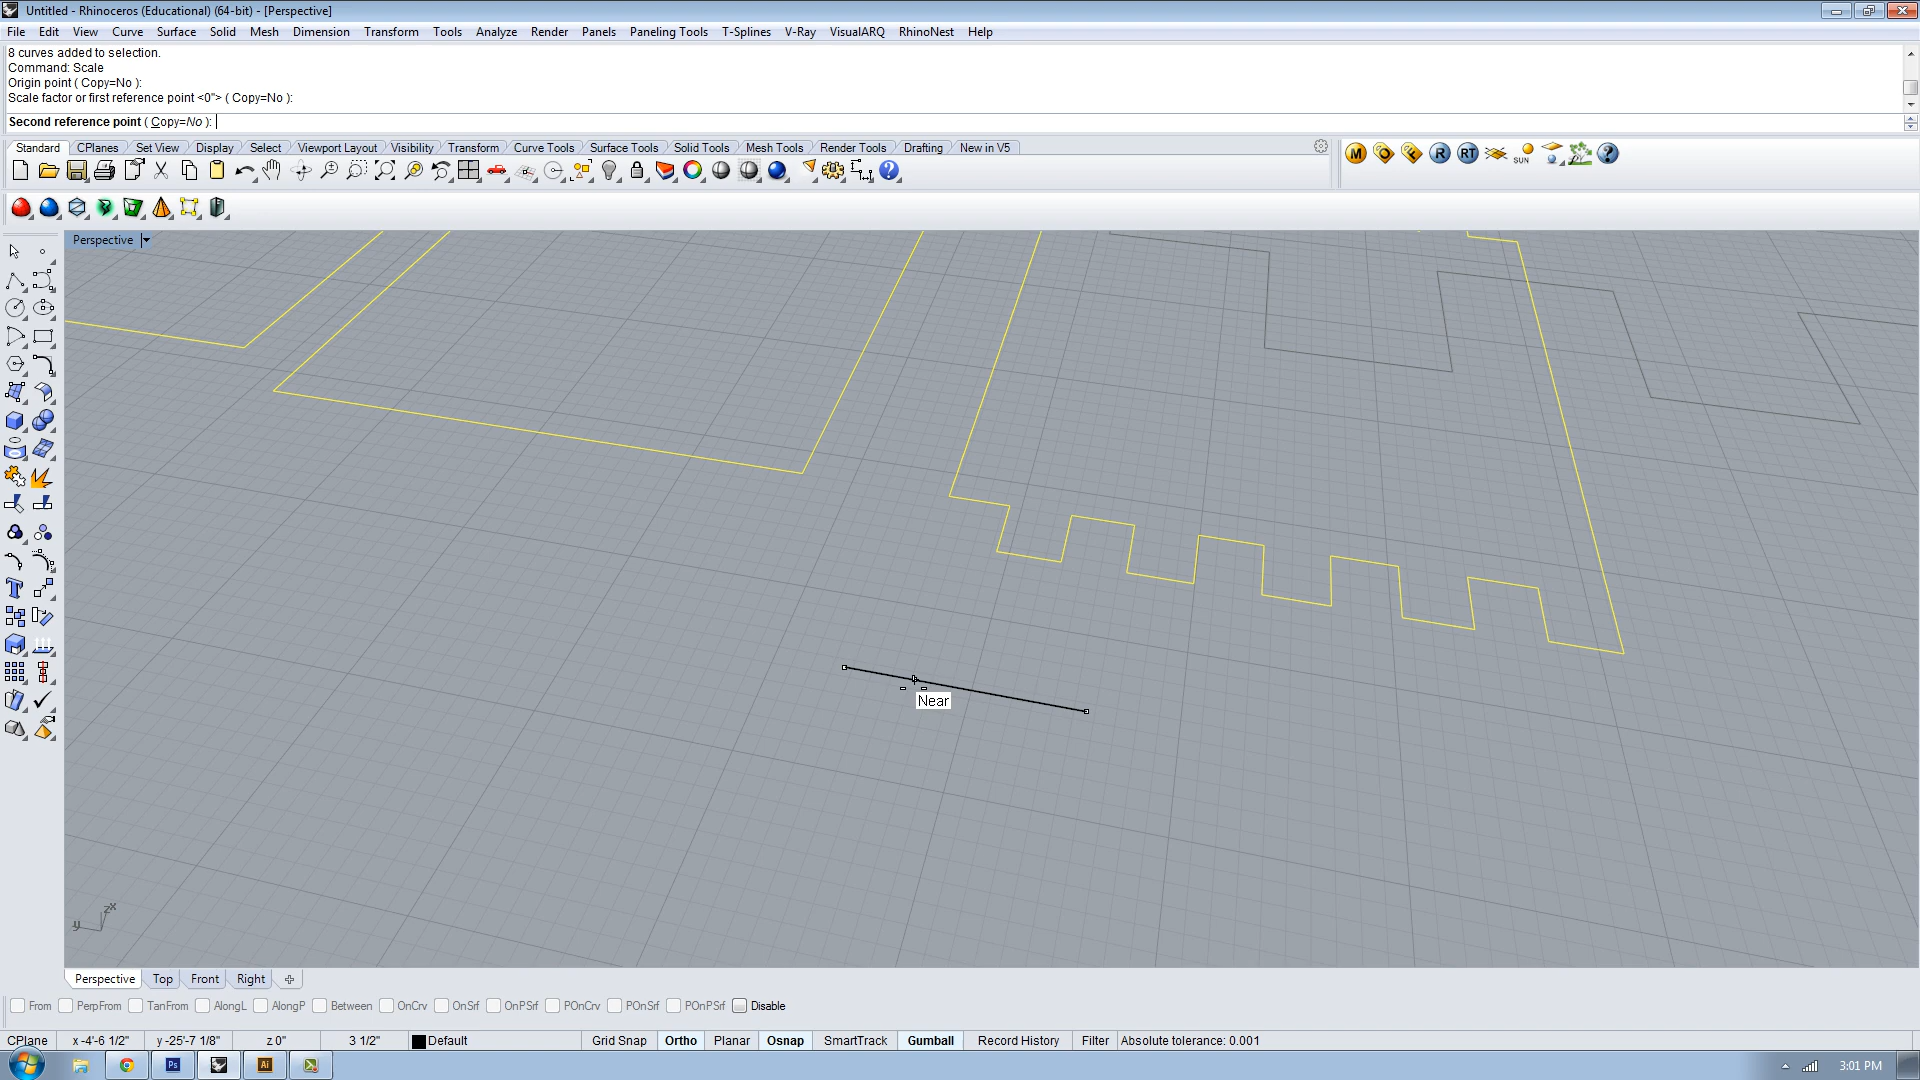 Untitled - Rhinoceros (Educational) (64-bit) - [Perspective]
File Edit View Curve Surface Solid Mesh Dimension Transform Tools Analyze Render Panels Paneling Tools T-Splines V-Ray VisualARQ RhinoNest Help
8 curves added to selection.
Command: Scale
Origin point ( Copy=No ):
Scale factor or first reference point <0"> ( Copy=No ):
Second reference point ( Copy=No ):
Standard CPlanes Set View Display Select Viewport Layout Visibility Transform Curve Tools Surface Tools Solid Tools Mesh Tools Render Tools Drafting New in V5
M R RT SUN ?
Perspective
Near
z x
y
Perspective Top Front Right
From PerpFrom TanFrom AlongL AlongP Between OnCrv OnSrf OnPSrf POnCrv POnSrf POnPSrf Disable
CPlane x -4'-6 1/2" y -25'-7 1/8" z 0" 3 1/2" Default Grid Snap Ortho Planar Osnap SmartTrack Gumball Record History Filter Absolute tolerance: 0.001
Ps Ai 3:01 PM